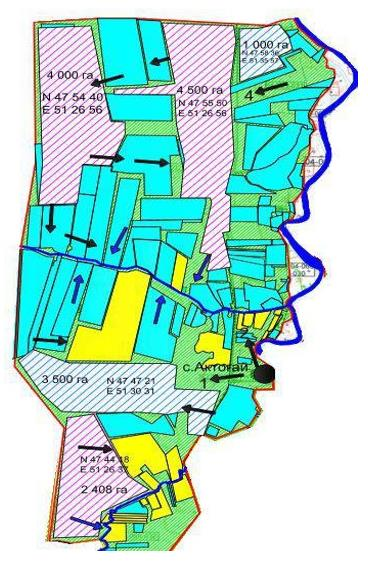 1 000 га
N 47 58 36
E 51 35 57
4 000 га
N 47 54 40
E 51 26 56
4 500 га
N 47 55 50
E 51 26 56
4
2
с.Актогай
1
3 500 га
N 47 47 21
E 51 30 31
N 47 44 18
E 51 26 37
2 408 га